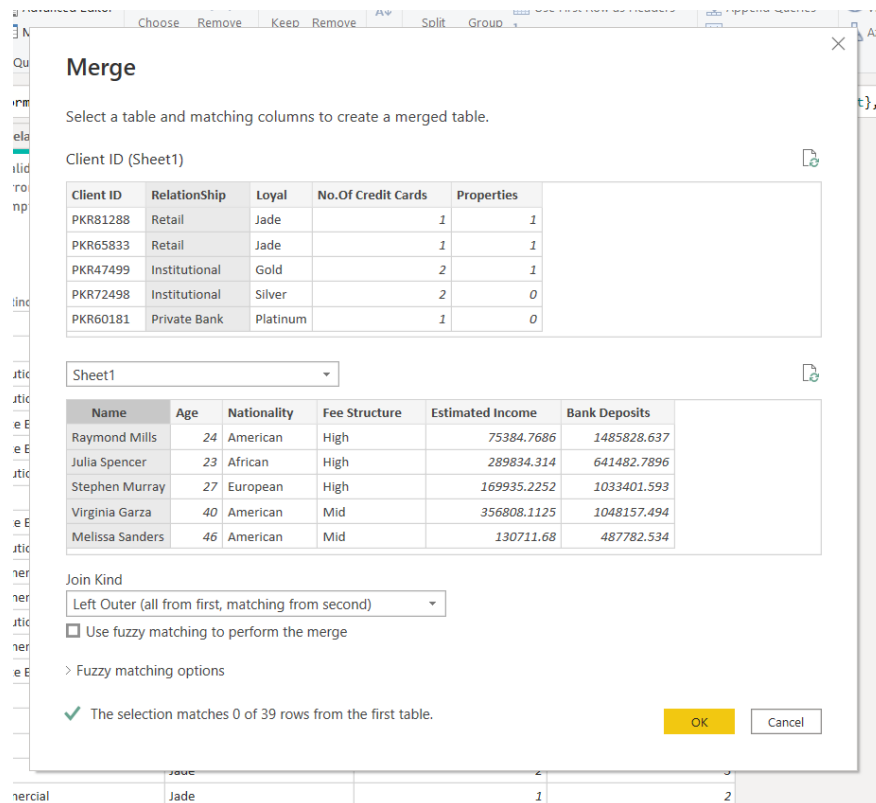 Choose Remove Keep Remove Split Group
Merge
Select a table and matching columns to create a merged table.
Client ID (Sheet1)
Client ID RelationShip Loyal No.Of Credit Cards Properties
PKR81288 Retail Jade 1 1
PKR65833 Retail Jade 1 1
PKR47499 Institutional Gold 2 1
PKR72498 Institutional Silver 2 0
PKR60181 Private Bank Platinum 1 0
Sheet1
Name Age Nationality Fee Structure Estimated Income Bank Deposits
Raymond Mills 24 American High 75384.7686 1485828.637
Julia Spencer 23 African High 289834.314 641482.7896
Stephen Murray 27 European High 169935.2252 1033401.593
Virginia Garza 40 American Mid 356808.1125 1048157.494
Melissa Sanders 46 American Mid 130711.68 487782.534
Join Kind
Left Outer (all from first, matching from second)
Use fuzzy matching to perform the merge
Fuzzy matching options
The selection matches 0 of 39 rows from the first table.
OK Cancel
Jade 1 2